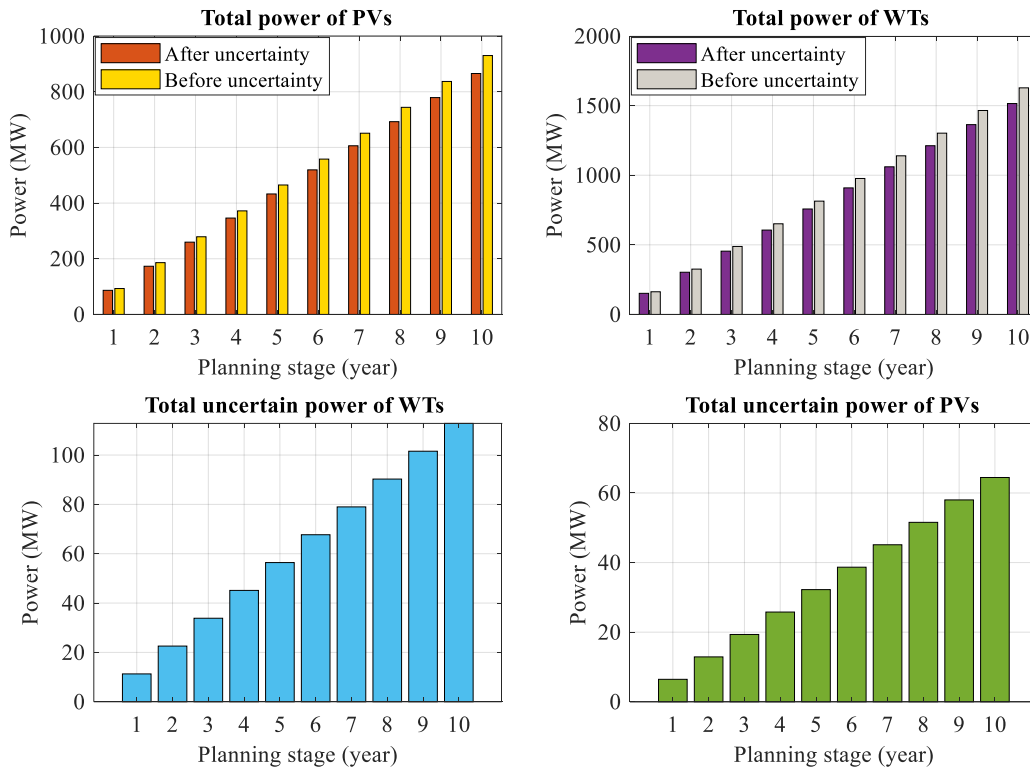 Total power of PVs
1000
800
600
400
200
0
Power (MW)
After uncertainty
Before uncertainty
1 2 3 4 5 6 7 8 9 10
Planning stage (year)
Total power of WTs
2000
1500
1000
500
0
Power (MW)
After uncertainty
Before uncertainty
1 2 3 4 5 6 7 8 9 10
Planning stage (year)
Total uncertain power of WTs
100
80
60
40
20
0
Power (MW)
1 2 3 4 5 6 7 8 9 10
Planning stage (year)
Total uncertain power of PVs
80
60
40
20
0
Power (MW)
1 2 3 4 5 6 7 8 9 10
Planning stage (year)